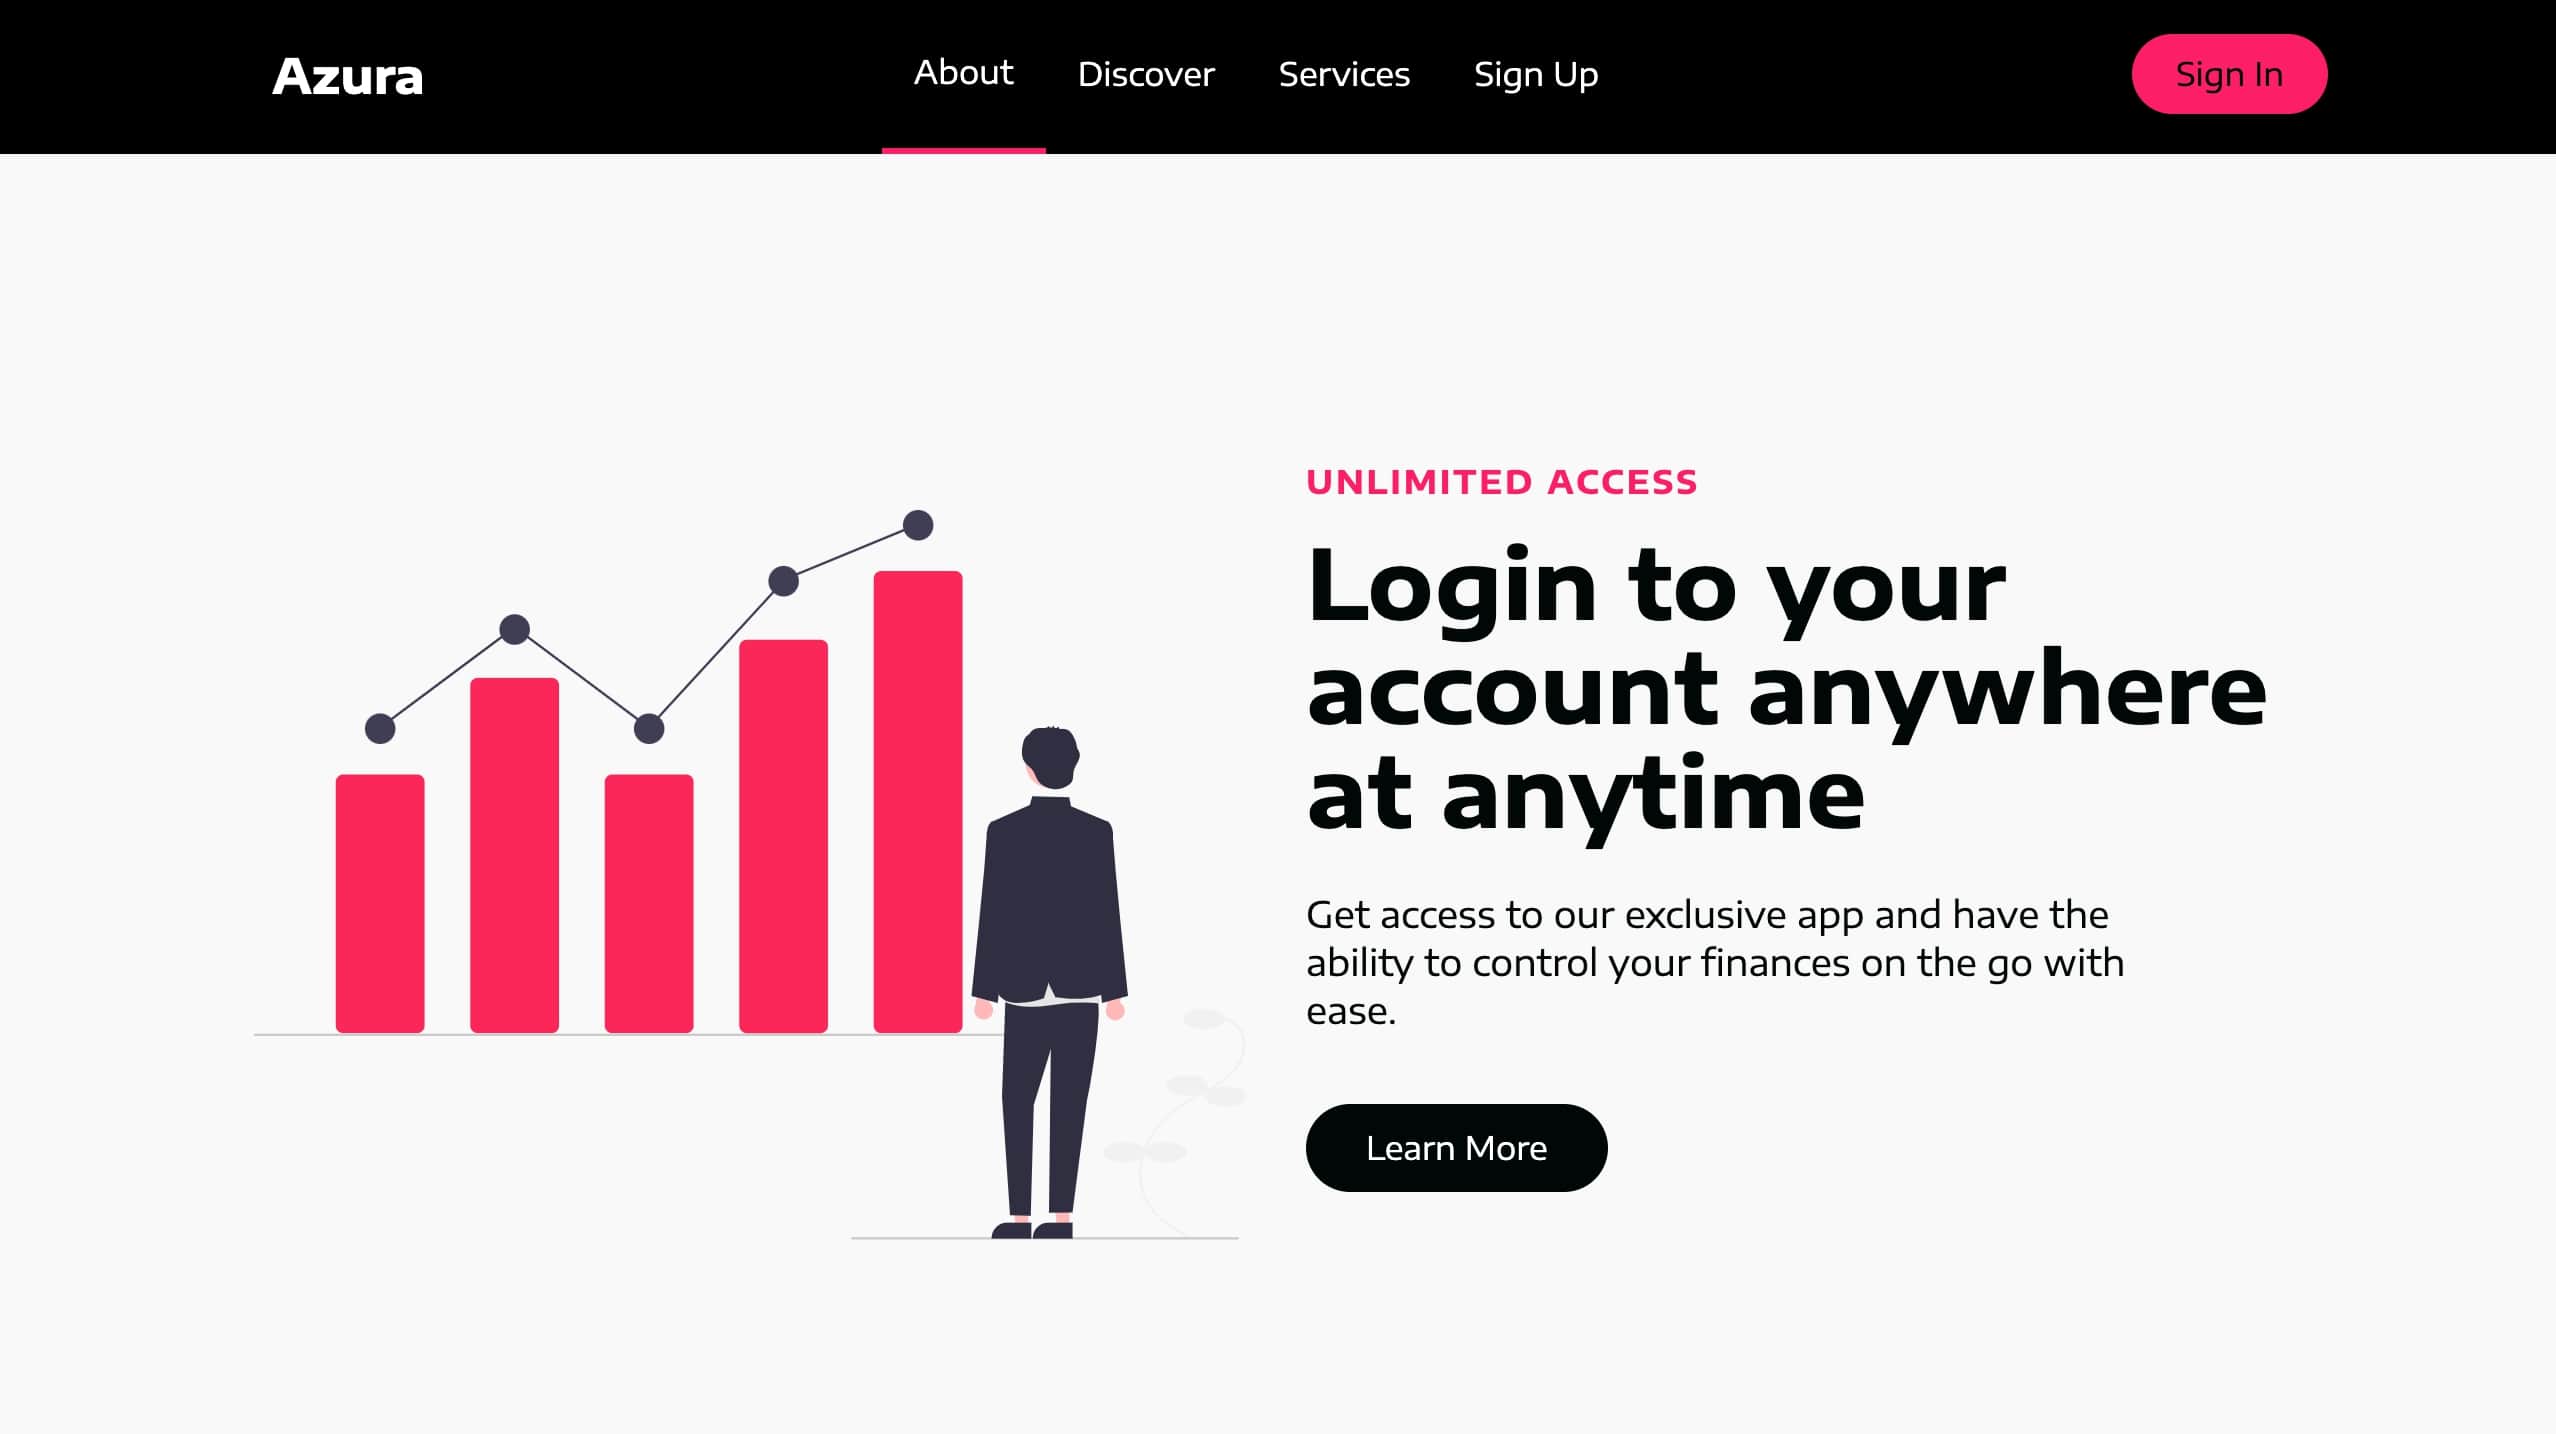 Azura
About
Discover
Services
Sign Up
Sign In
UNLIMITED ACCESS
Login to your
account anywhere
at anytime
Get access to our exclusive app and have the
ability to control your finances on the go with
ease.
Learn More